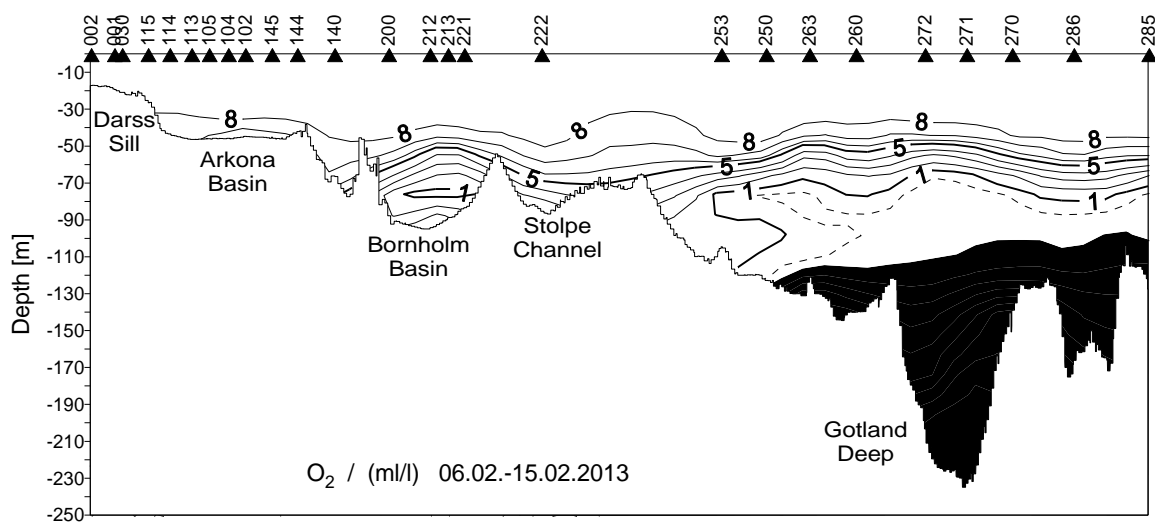 002 001 030 115 114 113 105 104 102 145 144 140 200 212 213 221 222 253 250 263 260 272 271 270 286 285
-10
-30
-50
-70
-90
-110
-130
-150
-170
-190
-210
-230
-250
Depth [m]
8 8 8 8 8 8
5 5 5 5
1 1 1 1
Darss
Sill
Arkona
Basin
Bornholm
Basin
Stolpe
Channel
Gotland
Deep
O2 / (ml/l) 06.02.-15.02.2013